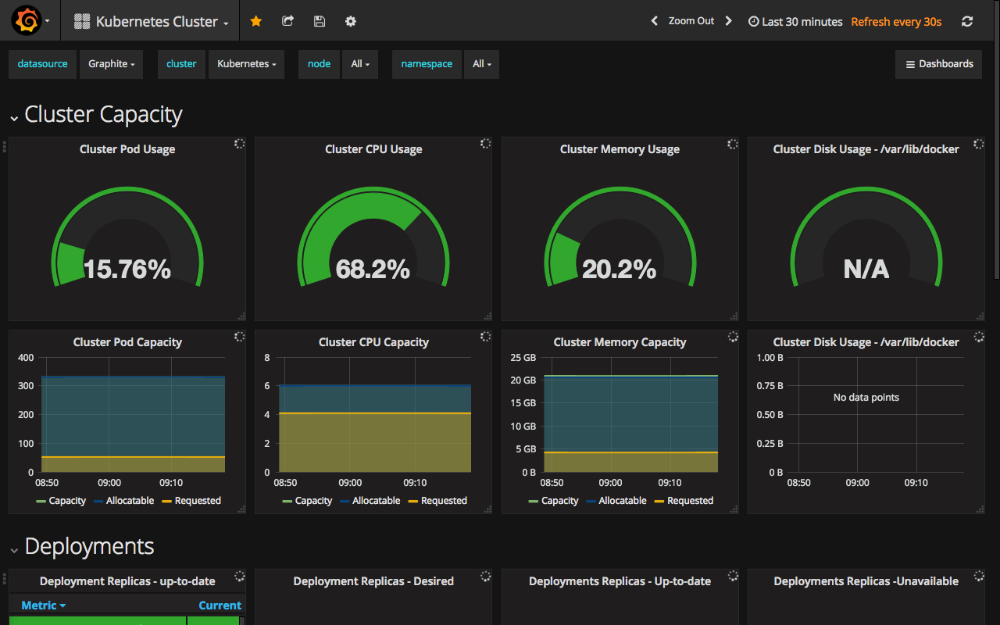 Kubernetes Cluster
Zoom Out
Last 30 minutes Refresh every 30s
datasource Graphite cluster Kubernetes node All namespace All Dashboards
Cluster Capacity
Cluster Pod Usage
15.76%
Cluster CPU Usage
68.2%
Cluster Memory Usage
20.2%
Cluster Disk Usage - /var/lib/docker
N/A
Cluster Pod Capacity
400
300
200
100
0
08:50 09:00 09:10
Capacity Allocatable Requested
Cluster CPU Capacity
8
6
4
2
0
08:50 09:00 09:10
Capacity Allocatable Requested
Cluster Memory Capacity
25 GB
20 GB
15 GB
10 GB
5 GB
0 B
08:50 09:00 09:10
Capacity Allocatable Requested
Cluster Disk Usage - /var/lib/docker
1.00 B
0.75 B
No data points
0.50 B
0.25 B
0 B
08:50 09:00 09:10
Deployments
Deployment Replicas - up-to-date
Metric Current
Deployment Replicas - Desired
Deployments Replicas - Up-to-date
Deployments Replicas -Unavailable